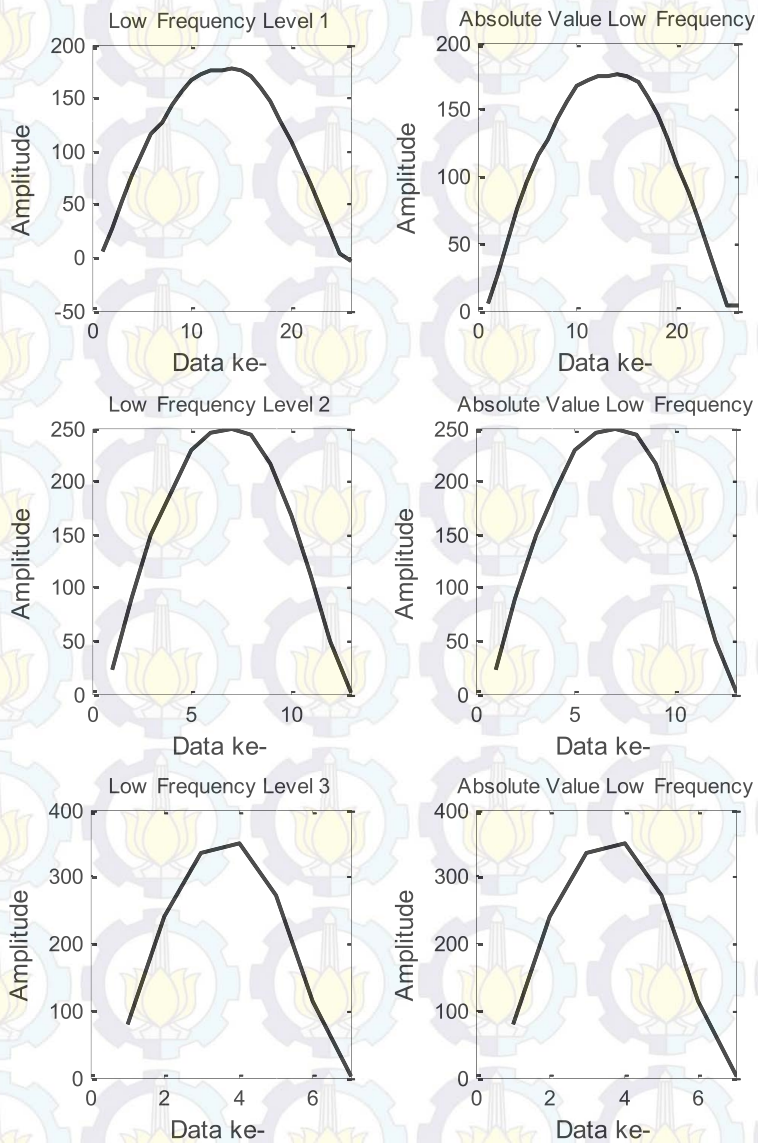 Low Frequency Level 1
200
150
100
50
0
-50
Amplitude
0 10 20
Data ke-
Absolute Value Low Frequency
200
150
100
50
0
Amplitude
0 10 20
Data ke-
Low Frequency Level 2
250
200
150
100
50
0
Amplitude
0 5 10
Data ke-
Absolute Value Low Frequency
250
200
150
100
50
0
Amplitude
0 5 10
Data ke-
Low Frequency Level 3
400
300
200
100
0
Amplitude
0 2 4 6
Data ke-
Absolute Value Low Frequency
400
300
200
100
0
Amplitude
0 2 4 6
Data ke-